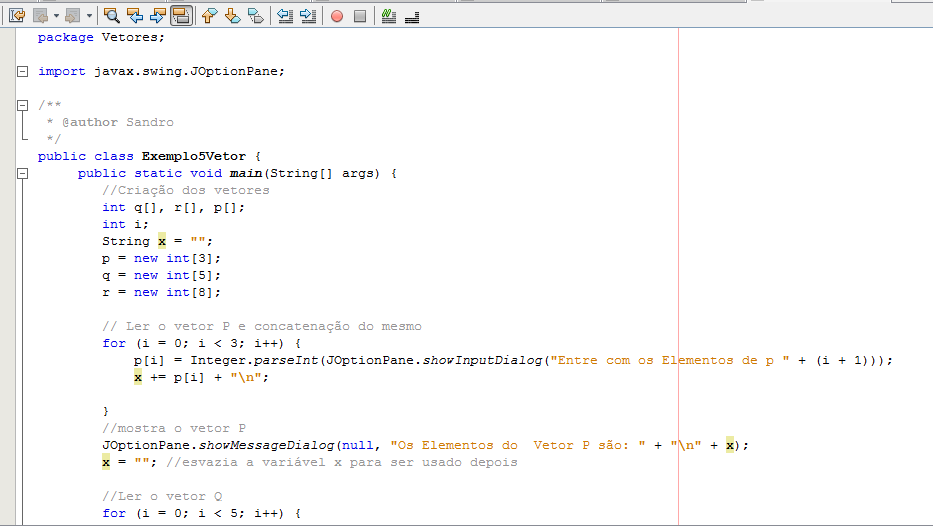 package Vetores;
import javax.swing.JOptionPane;
/**
* @author Sandro
*/
public class Exemplo5Vetor {
public static void main(String[] args) {
//Criação dos vetores
int q[], r[], p[];
int i;
String x = "";
p = new int[3];
q = new int[5];
r = new int[8];
// Ler o vetor P e concatenação do mesmo
for (i = 0; i < 3; i++) {
p[i] = Integer.parseInt(JOptionPane.showInputDialog("Entre com os Elementos de p " + (i + 1)));
x += p[i] + "\n";
}
//mostra o vetor P
JOptionPane.showMessageDialog(null, "Os Elementos do  Vetor P são: " + "\n" + x);
x = ""; //esvazia a variável x para ser usado depois
//Ler o vetor Q
for (i = 0; i < 5; i++) {